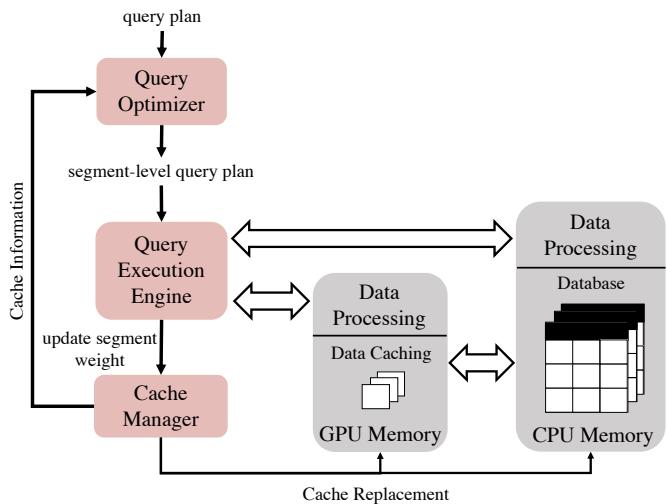 query plan
Query
Optimizer
segment-level query plan
Cache Information
Query
Execution
Engine
update segment
weight
Cache
Manager
Data
Processing
Data Caching
GPU Memory
Data
Processing
Database
CPU Memory
Cache Replacement